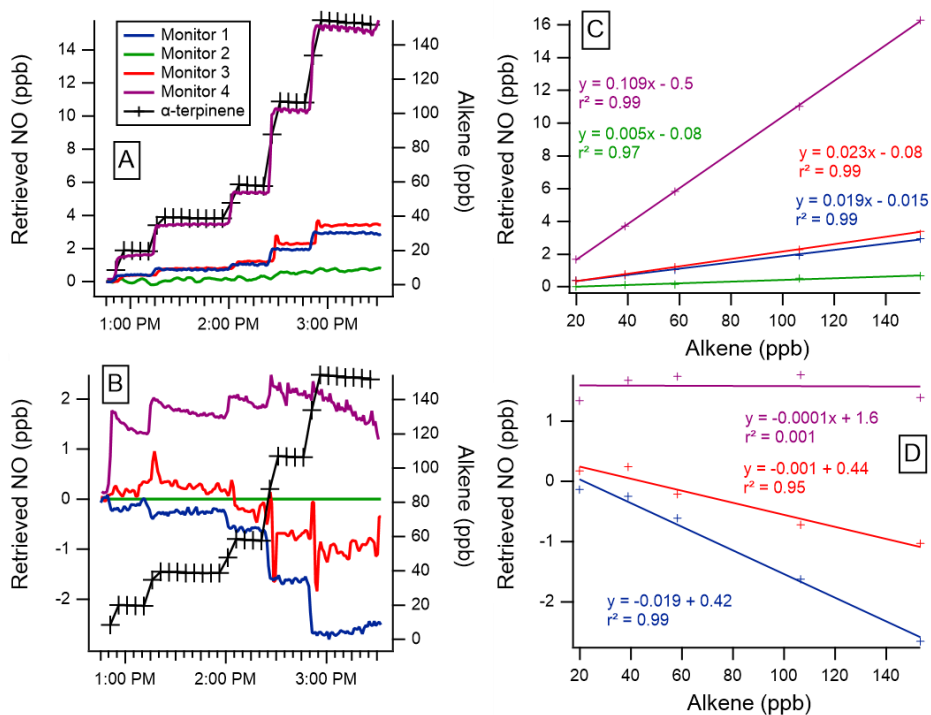 A
Monitor 1
Monitor 2
Monitor 3
Monitor 4
α-terpinene
Retrieved NO (ppb)
14
12
10
8
6
4
2
0
1:00 PM
2:00 PM
3:00 PM
140
120
100
80
60
40
20
0
Alkene (ppb)
C
Retrieved NO (ppb)
16
14
12
10
8
6
4
2
0
y = 0.109x - 0.5
r² = 0.99
y = 0.005x - 0.08
r² = 0.97
y = 0.023x - 0.08
r² = 0.99
y = 0.019x - 0.015
r² = 0.99
20
40
60
80
100
120
140
Alkene (ppb)
B
Retrieved NO (ppb)
2
1
0
-1
-2
1:00 PM
2:00 PM
3:00 PM
140
120
100
80
60
40
20
0
Alkene (ppb)
D
Retrieved NO (ppb)
1
0
-1
-2
y = -0.0001x + 1.6
r² = 0.001
y = -0.001 + 0.44
r² = 0.95
y = -0.019 + 0.42
r² = 0.99
20
40
60
80
100
120
140
Alkene (ppb)